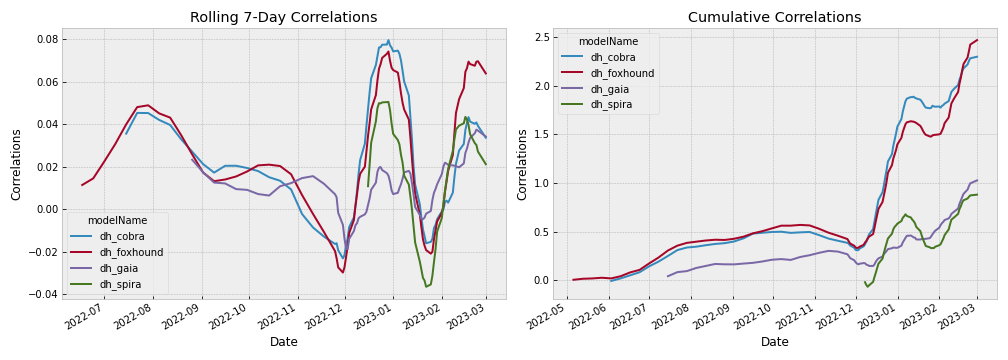 Rolling 7-Day Correlations
Correlations
0.08
0.06
0.04
0.02
0.00
−0.02
−0.04
modelName
dh_cobra
dh_foxhound
dh_gaia
dh_spira
2022-07
2022-08
2022-09
2022-10
2022-11
2022-12
2023-01
2023-02
2023-03
Date
Cumulative Correlations
Correlations
2.5
2.0
1.5
1.0
0.5
0.0
modelName
dh_cobra
dh_foxhound
dh_gaia
dh_spira
2022-05
2022-06
2022-07
2022-08
2022-09
2022-10
2022-11
2022-12
2023-01
2023-02
2023-03
Date